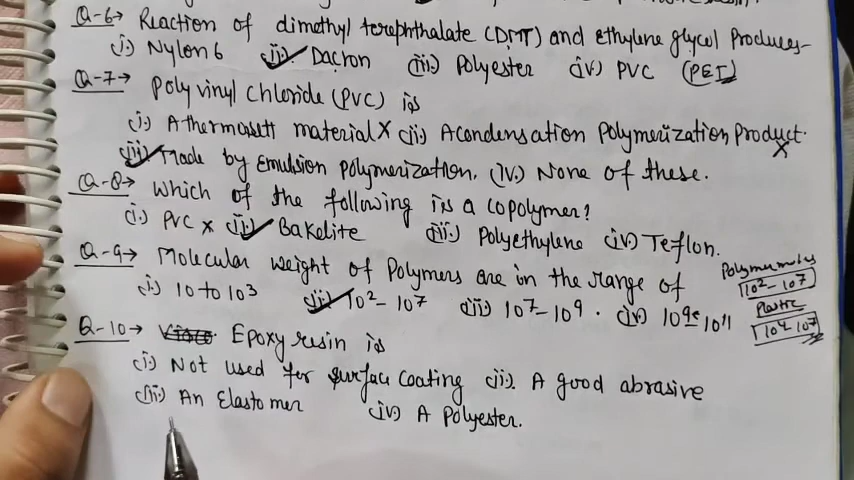 Q-6→ Reaction of dimethyl terephthalate (DMT) and ethylene glycol Produces-
i) Nylon 6 (ii) Dacron (iii) Polyester (iv) PVC (PET)
Q-7→ Polyvinyl Chloride (PVC) is
(i) A thermosett material X (ii) A Condensation Polymerization Product. X
(iii) Made by Emulsion polymerization. (iv) None of these.
Q-8→ Which of the following is a copolymer?
(i) PVC X (ii) Bakelite (iii) Polyethylene (iv) Teflon.
Q-9→ Molecular weight of Polymers are in the range of
(i) 10 to 10³ (ii) 10² - 10⁷ (iii) 10⁷ - 10⁹. (iv) 10⁹ 10¹¹
10² - 10⁷
Plastic
10⁴ - 10⁷
Q-10→ Epoxy resin is
(i) Not used for surface coating (ii). A good abrasive
(iii) An Elastomer (iv) A Polyester.